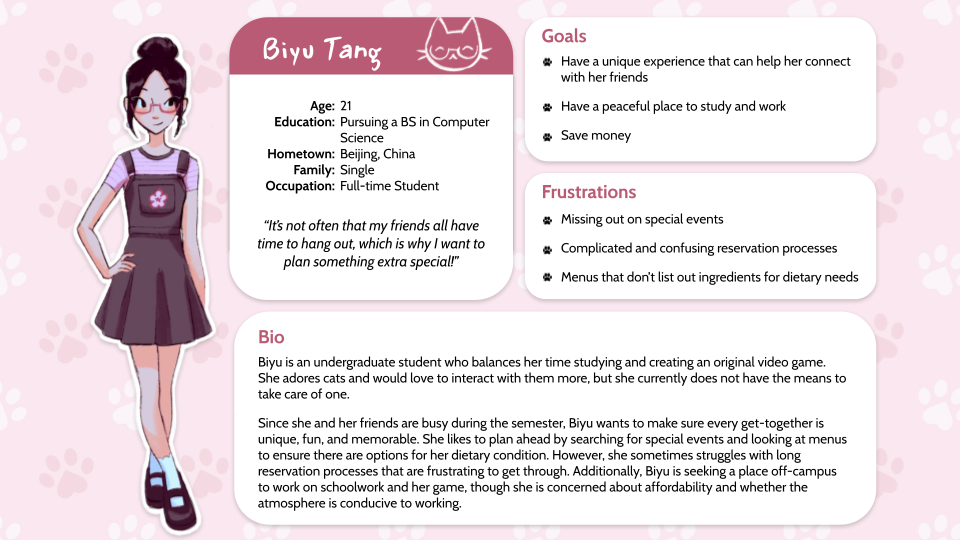 Biyu Tang
Age: 21
Education: Pursuing a BS in Computer
Science
Hometown: Beijing, China
Family: Single
Occupation: Full-time Student
“It’s not often that my friends all have
time to hang out, which is why I want to
plan something extra special!”
Goals
Have a unique experience that can help her connect
with her friends
Have a peaceful place to study and work
Save money
Frustrations
Missing out on special events
Complicated and confusing reservation processes
Menus that don’t list out ingredients for dietary needs
Bio
Biyu is an undergraduate student who balances her time studying and creating an original video game.
She adores cats and would love to interact with them more, but she currently does not have the means to
take care of one.
Since she and her friends are busy during the semester, Biyu wants to make sure every get-together is
unique, fun, and memorable. She likes to plan ahead by searching for special events and looking at menus
to ensure there are options for her dietary condition. However, she sometimes struggles with long
reservation processes that are frustrating to get through. Additionally, Biyu is seeking a place off-campus
to work on schoolwork and her game, though she is concerned about affordability and whether the
atmosphere is conducive to working.